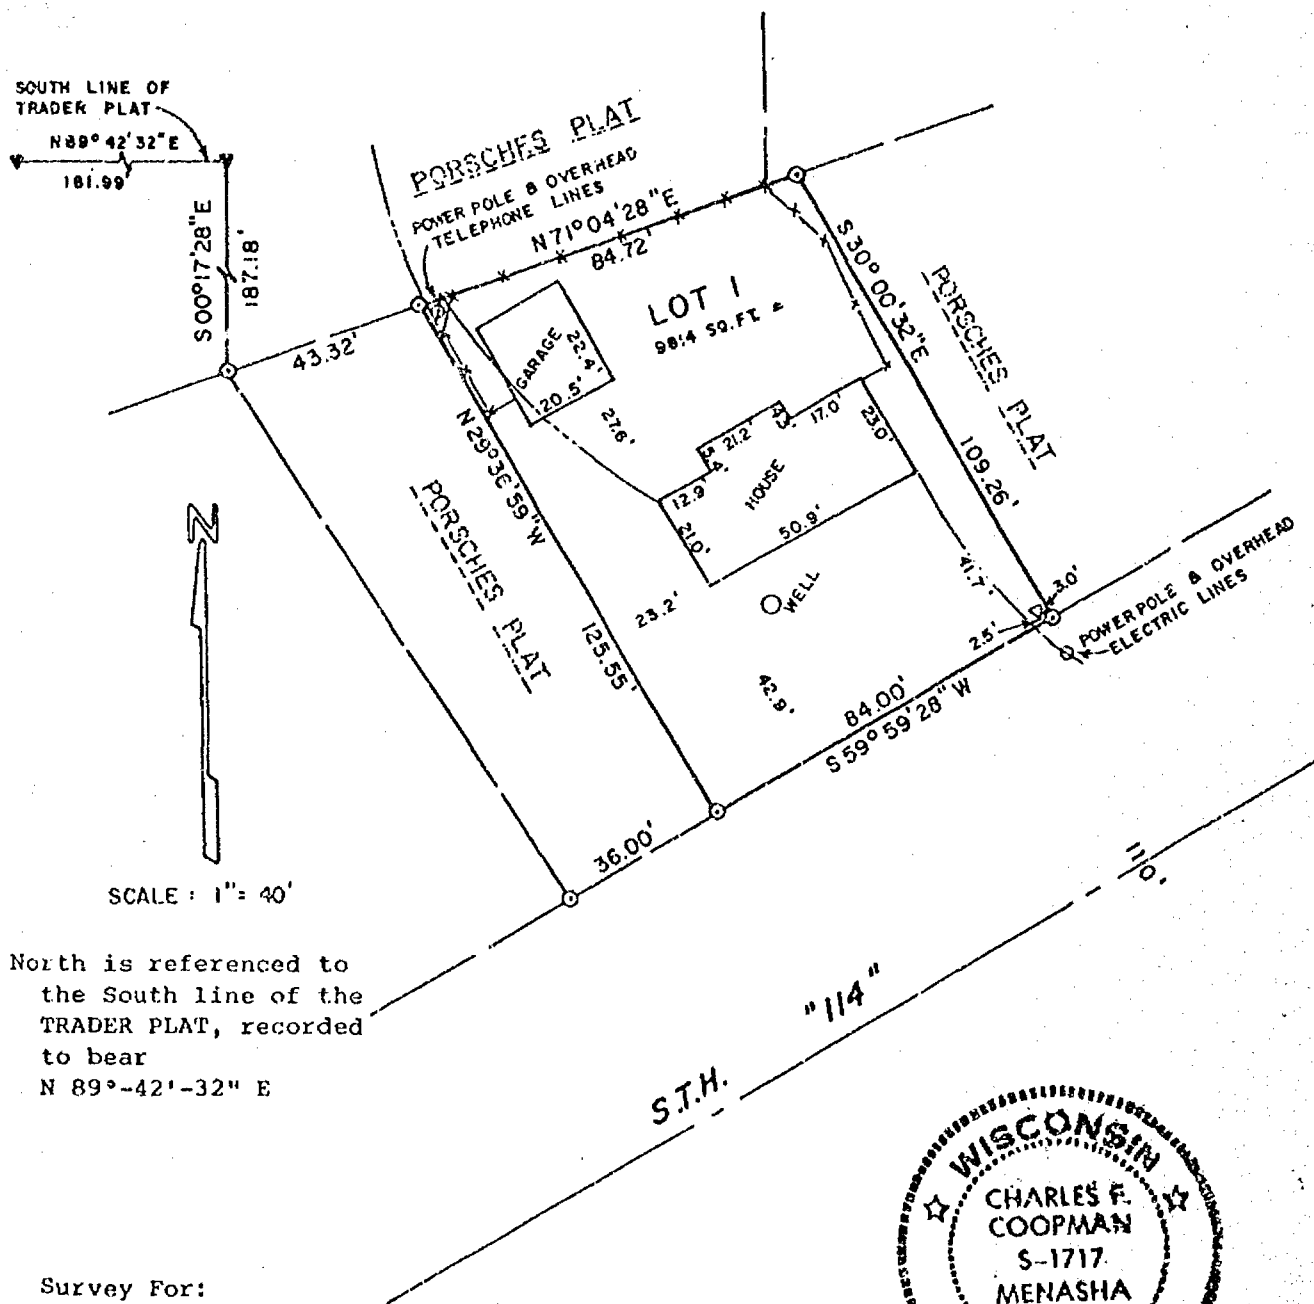 SOUTH LINE OF
TRADER PLAT
N89°42'32"E
181.99
S00°17'28"E
187.18'
PORSCHES PLAT
POWER POLE & OVERHEAD
TELEPHONE LINES
N71°04'28"E
84.72'
43.32'
LOT 1
9814 SQ.FT. ±
GARAGE
22.4'
20.5'
27.6'
S30°00'32"E
109.26'
PORSCHES PLAT
N29°36'59"W
125.55'
PORSCHES PLAT
12.9'
5.4'
21.2'
4.3'
17.0'
23.0'
HOUSE
21.0'
50.9'
WELL
23.2'
41.7'
3.0'
2.5'
POWER POLE & OVERHEAD
ELECTRIC LINES
42.9'
84.00'
S59°59'28"W
36.00'
110'
N
SCALE : 1"= 40'
North is referenced to
the South line of the
TRADER PLAT, recorded
to bear
N 89°-42'-32" E
S.T.H. "114"
WISCONSIN
CHARLES F.
COOPMAN
S-1717
MENASHA
Survey For: